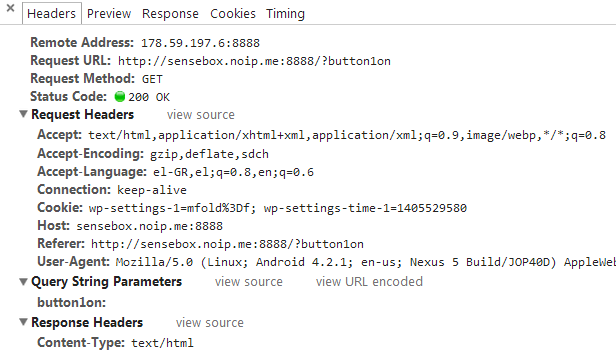 × Headers Preview Response Cookies Timing
Remote Address: 178.59.197.6:8888
Request URL: http://sensebox.noip.me:8888/?button1on
Request Method: GET
Status Code: 200 OK
▼Request Headers view source
Accept: text/html,application/xhtml+xml,application/xml;q=0.9,image/webp,*/*;q=0.8
Accept-Encoding: gzip,deflate,sdch
Accept-Language: el-GR,el;q=0.8,en;q=0.6
Connection: keep-alive
Cookie: wp-settings-1=mfold%3Df; wp-settings-time-1=1405529580
Host: sensebox.noip.me:8888
Referer: http://sensebox.noip.me:8888/?button1on
User-Agent: Mozilla/5.0 (Linux; Android 4.2.1; en-us; Nexus 5 Build/JOP40D) AppleWeb
▼Query String Parameters view source view URL encoded
button1on:
▼Response Headers view source
Content-Type: text/html